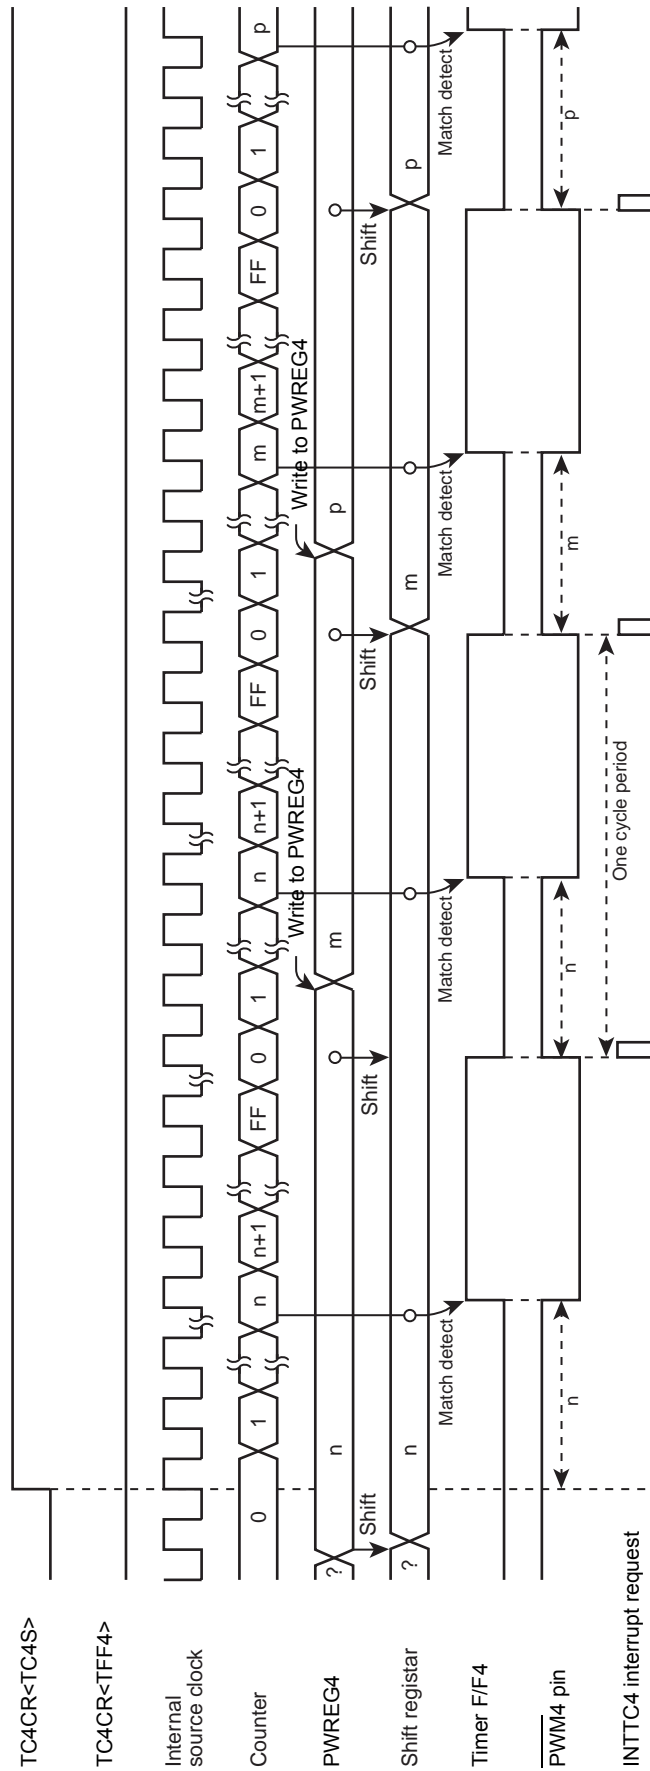 TC4CR<TC4S>
TC4CR<TFF4>
Internal
source clock
Counter
0 1 n n+1 FF 0 1 n n+1 FF 0 1 m m+1 FF 0 1 p
Write to PWREG4
Write to PWREG4
PWREG4
? n m p
Shift
Shift
Shift
Shift
Shift registar
? n m p
Match detect
Match detect
Match detect
Match detect
Timer F/F4
PWM4 pin
n n m p
One cycle period
INTTC4 interrupt request